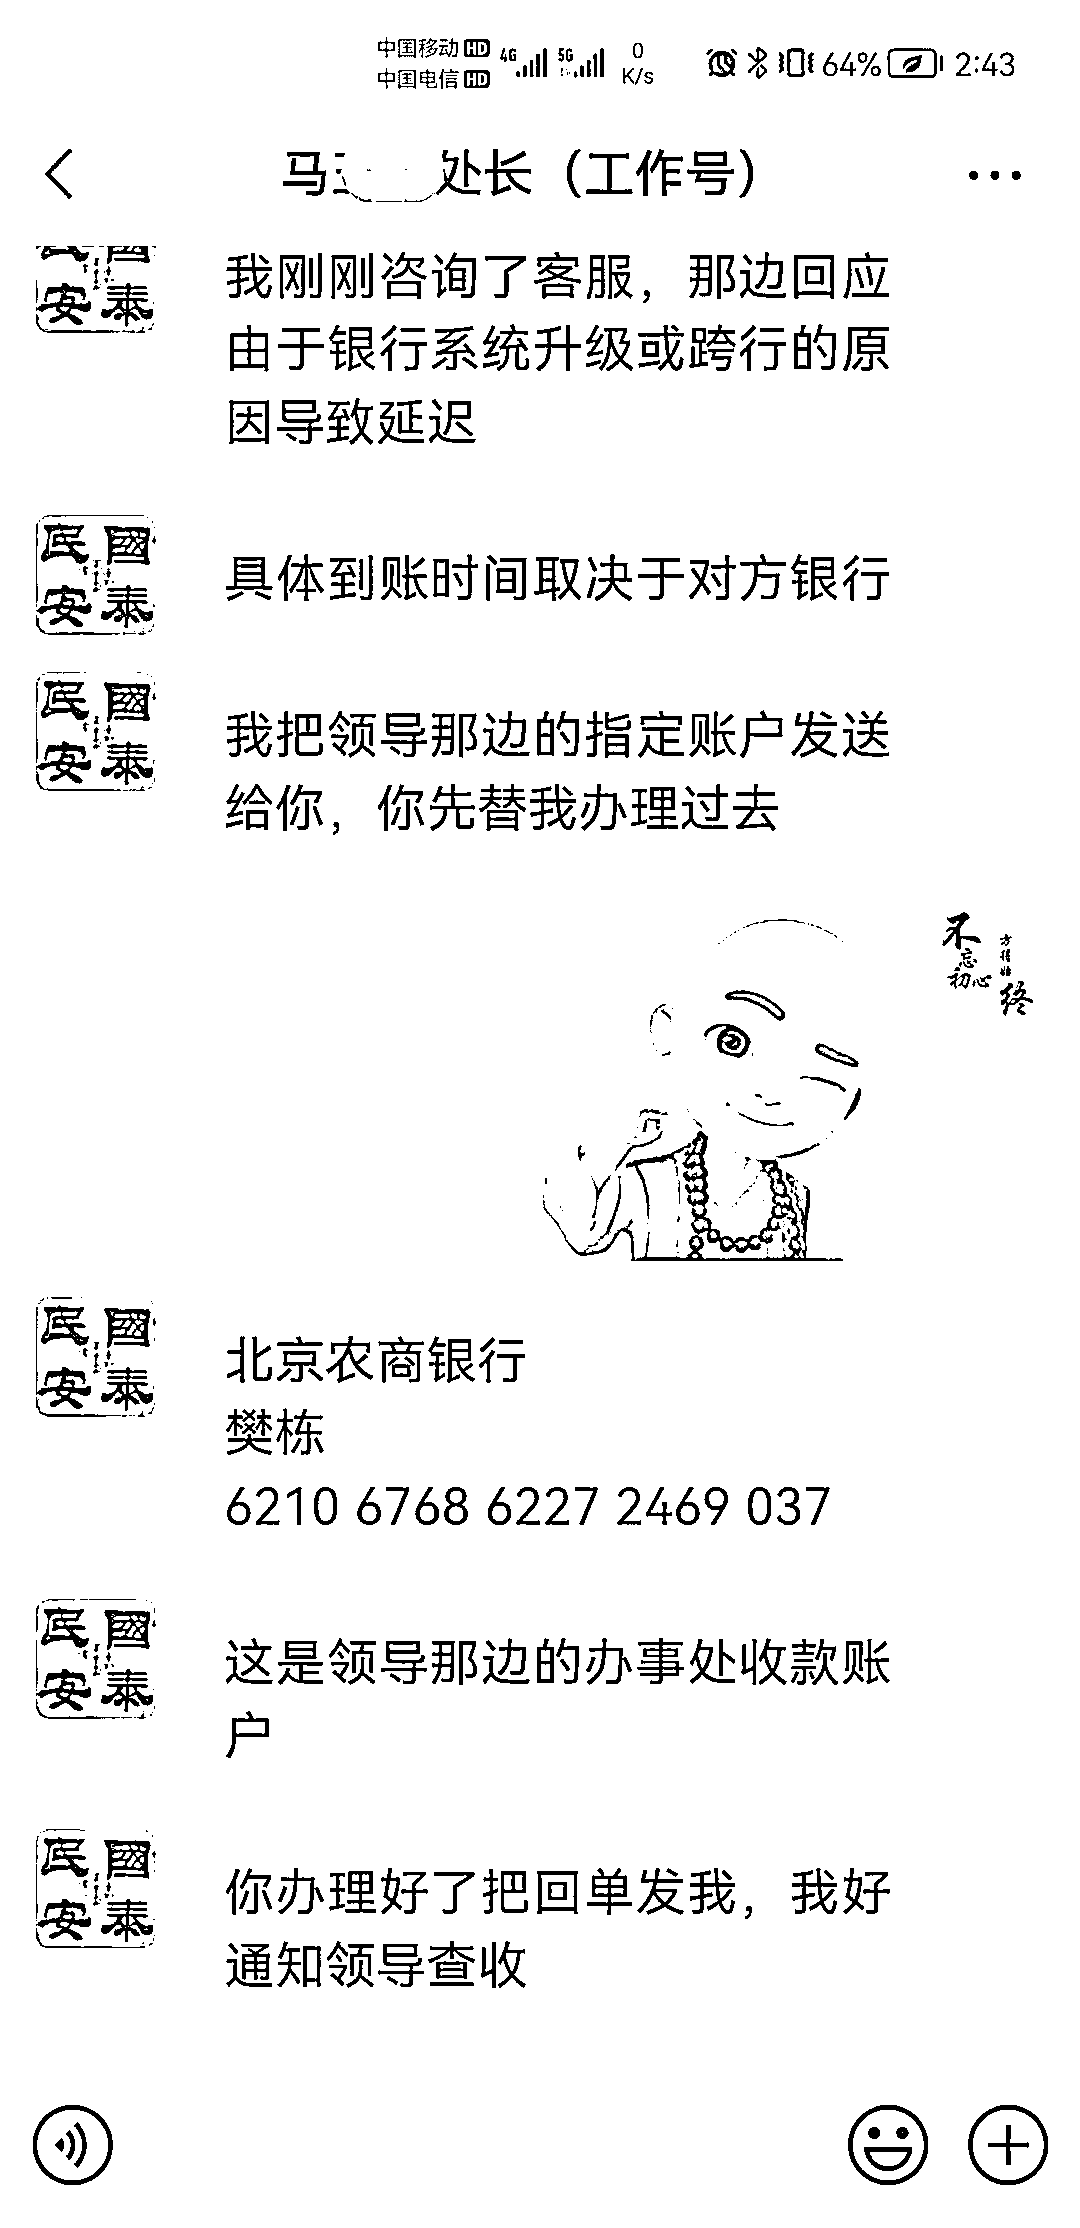 中国移动 HD 4G 5G 0 64% 2:43
中国电信 HD K/s
马 处长（工作号）
國泰民安
我刚刚咨询了客服，那边回应
由于银行系统升级或跨行的原
因导致延迟
國泰民安
具体到账时间取决于对方银行
國泰民安
我把领导那边的指定账户发送
给你，你先替我办理过去
不忘初心
方得始终
國泰民安
北京农商银行
樊栋
6210 6768 6227 2469 037
國泰民安
这是领导那边的办事处收款账
户
國泰民安
你办理好了把回单发我，我好
通知领导查收